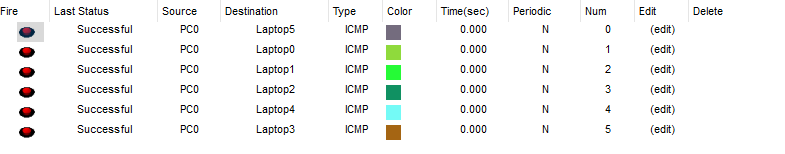 Fire Last Status Source Destination Type Color Time(sec) Periodic Num Edit Delete
Successful PC0 Laptop5 ICMP 0.000 N 0 (edit)
Successful PC0 Laptop0 ICMP 0.000 N 1 (edit)
Successful PC0 Laptop1 ICMP 0.000 N 2 (edit)
Successful PC0 Laptop2 ICMP 0.000 N 3 (edit)
Successful PC0 Laptop4 ICMP 0.000 N 4 (edit)
Successful PC0 Laptop3 ICMP 0.000 N 5 (edit)